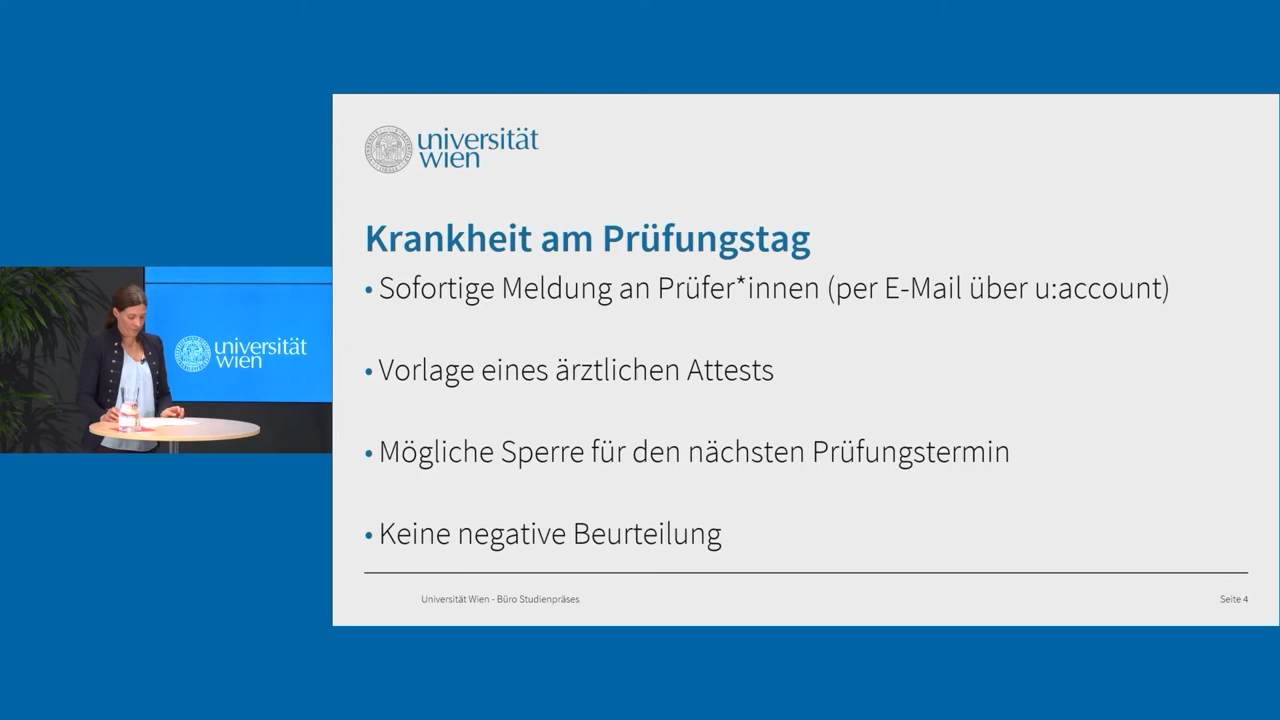 universität
wien
Krankheit am Prüfungstag
• Sofortige Meldung an Prüfer*innen (per E-Mail über u:account)
• Vorlage eines ärztlichen Attests
• Mögliche Sperre für den nächsten Prüfungstermin
• Keine negative Beurteilung
Universität Wien - Büro Studienpräses
Seite 4
universität
wien